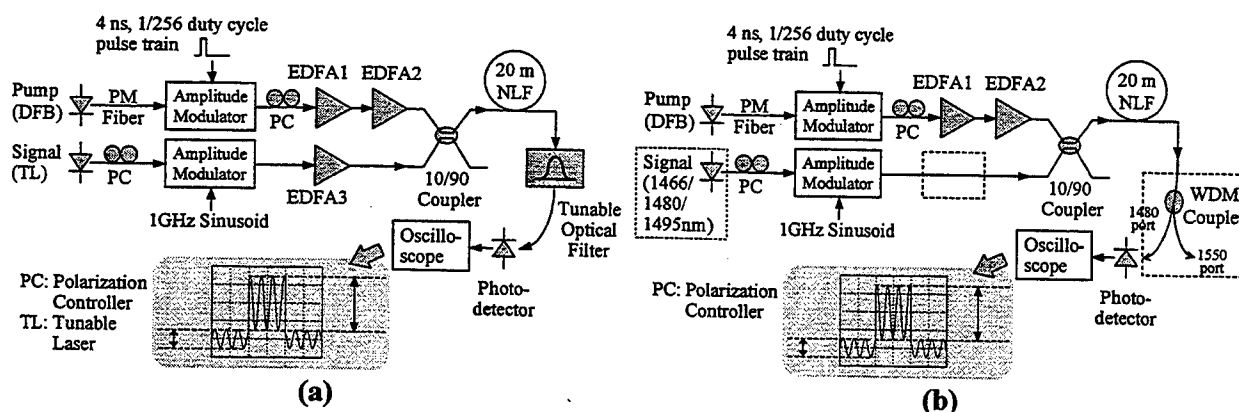 4 ns, 1/256 duty cycle
pulse train
EDFA1 EDFA2
20 m
NLF
Pump
(DFB)
PM
Fiber
Amplitude
Modulator
PC
Signal
(TL)
PC
Amplitude
Modulator
EDFA3
10/90
Coupler
1GHz Sinusoid
Tunable
Optical
Filter
Oscillo-
scope
Photo-
detector
PC: Polarization
Controller
TL: Tunable
Laser
(a)
4 ns, 1/256 duty cycle
pulse train
EDFA1 EDFA2
20 m
NLF
Pump
(DFB)
PM
Fiber
Amplitude
Modulator
PC
Signal
(1466/
1480/
1495nm)
PC
Amplitude
Modulator
10/90
Coupler
1GHz Sinusoid
WDM
Coupler
1480
port
1550
port
Oscillo-
scope
Photo-
detector
PC: Polarization
Controller
(b)